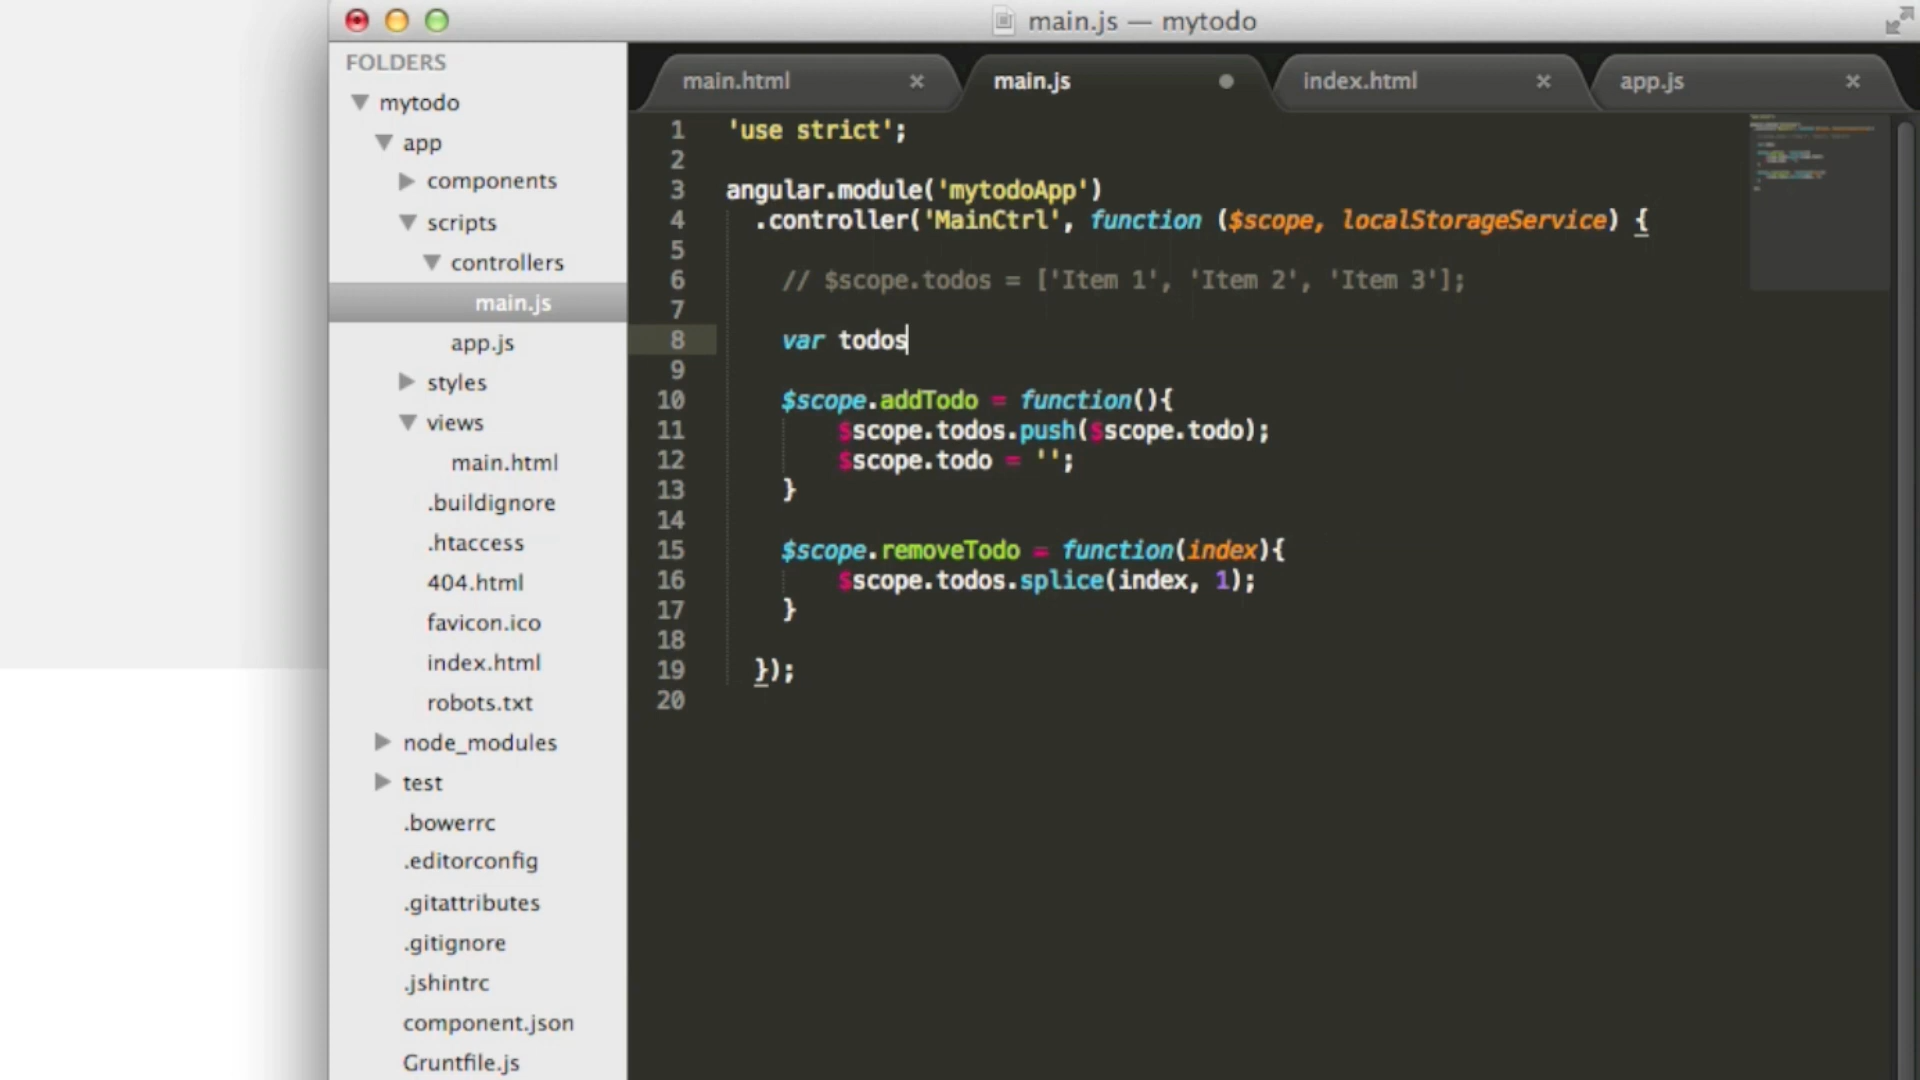 main.js — mytodo
FOLDERS
mytodo
app
components
scripts
controllers
main.js
app.js
styles
views
main.html
.buildignore
.htaccess
404.html
favicon.ico
index.html
robots.txt
node_modules
test
.bowerrc
.editorconfig
.gitattributes
.gitignore
.jshintrc
component.json
Gruntfile.js
main.html × main.js index.html × app.js ×
1 'use strict';
2
3 angular.module('mytodoApp')
4 .controller('MainCtrl', function ($scope, localStorageService) {
5
6 // $scope.todos = ['Item 1', 'Item 2', 'Item 3'];
7
8 var todos
9
10 $scope.addTodo = function(){
11 $scope.todos.push($scope.todo);
12 $scope.todo = '';
13 }
14
15 $scope.removeTodo = function(index){
16 $scope.todos.splice(index, 1);
17 }
18
19 });
20